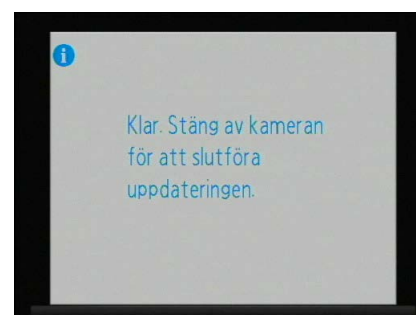 Klar. Stäng av kameran
för att slutföra
uppdateringen.